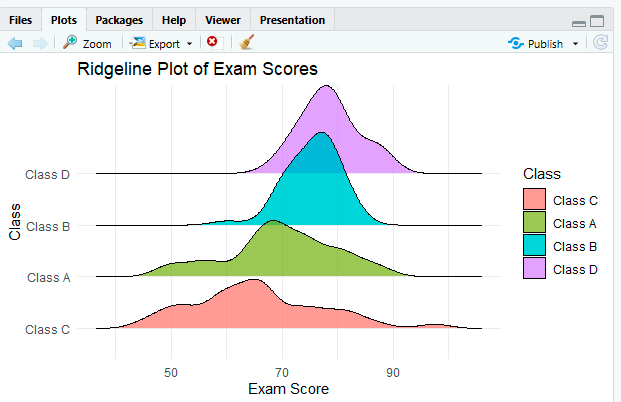 Files Plots Packages Help Viewer Presentation
Zoom Export Publish
Ridgeline Plot of Exam Scores
Class D
Class B
Class A
Class C
Class
50 70 90
Exam Score
Class
Class C
Class A
Class B
Class D